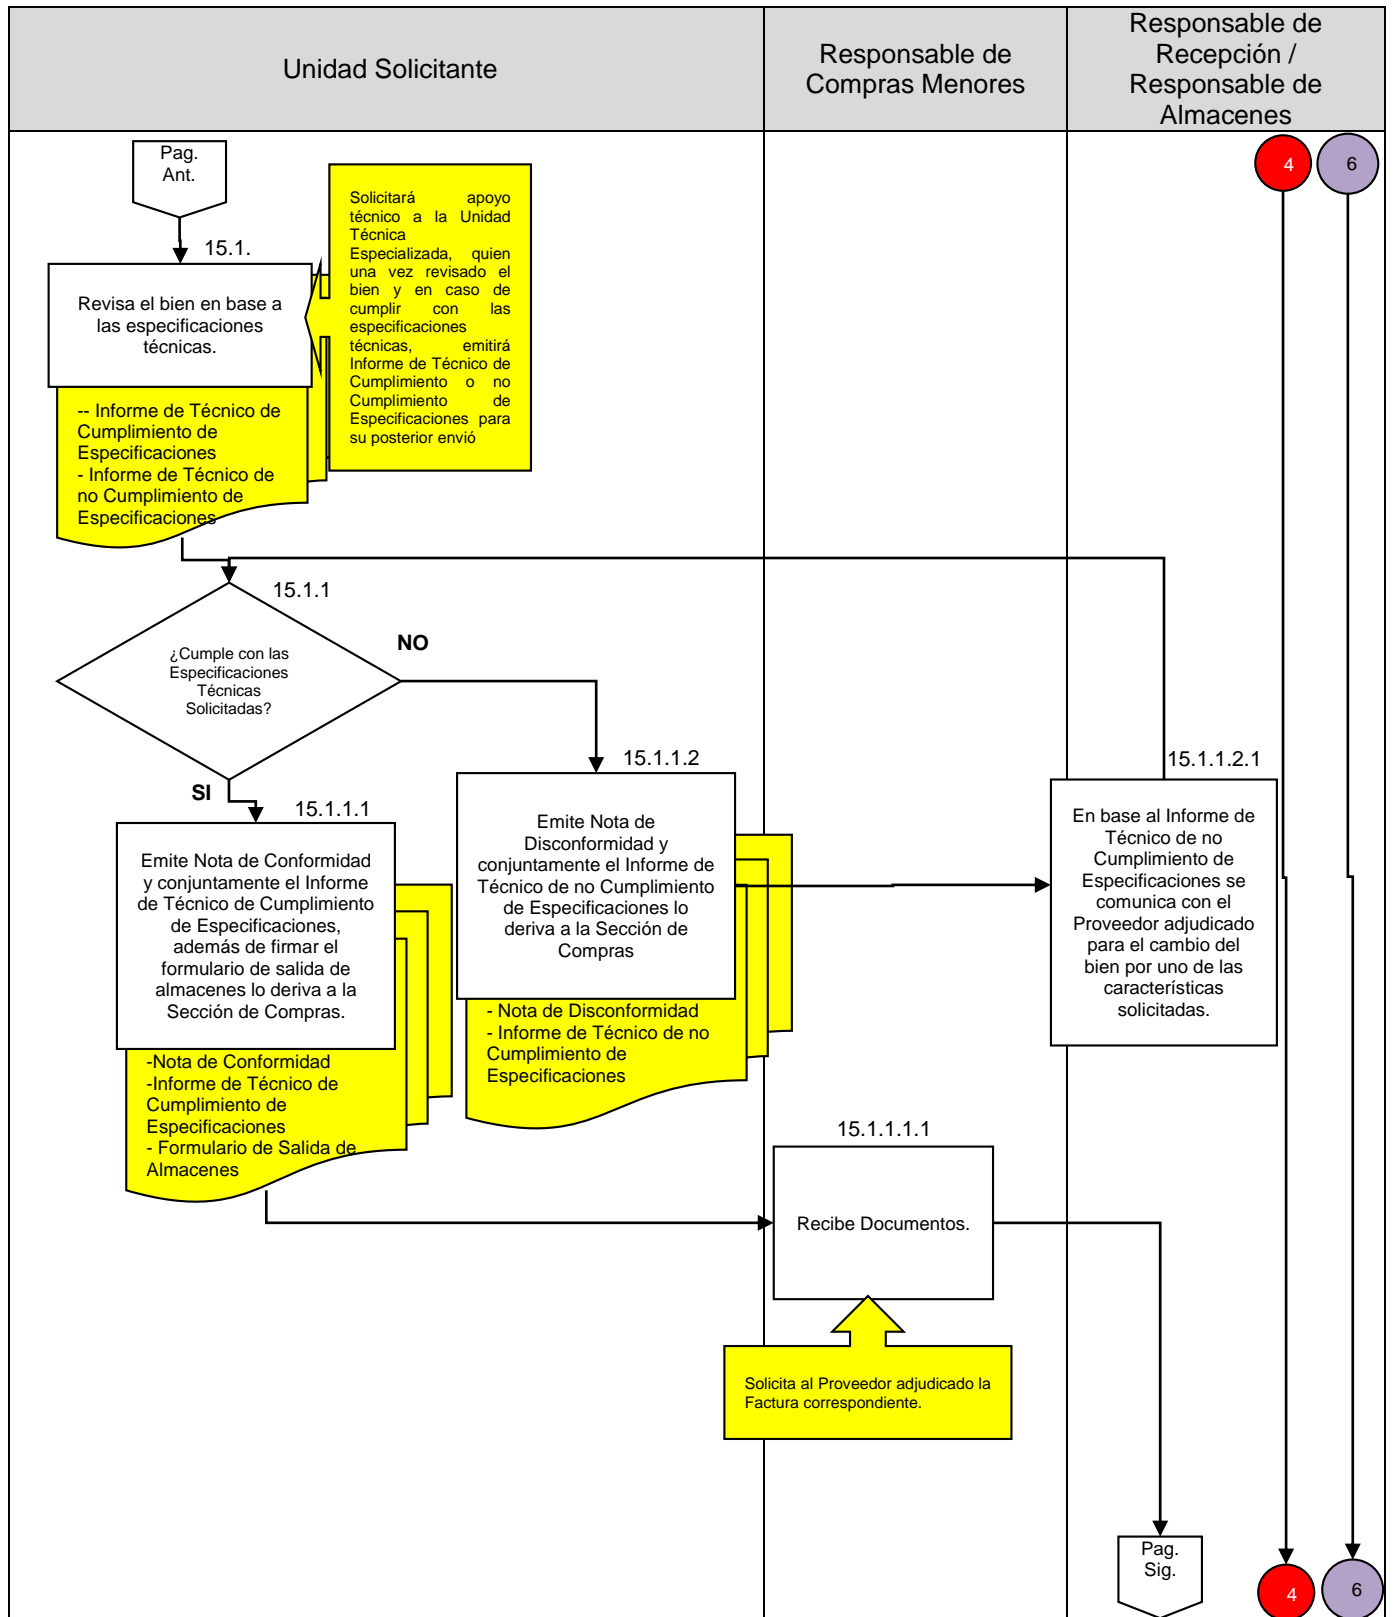 Unidad Solicitante
Responsable de
Compras Menores
Responsable de
Recepción /
Responsable de
Almacenes
Pag.
Ant.
4
6
Solicitará apoyo
técnico a la Unidad
Técnica
Especializada, quien
una vez revisado el
bien y en caso de
cumplir con las
especificaciones
técnicas, emitirá
Informe de Técnico de
Cumplimiento o no
Cumplimiento de
Especificaciones para
su posterior envió
15.1.
Revisa el bien en base a
las especificaciones
técnicas.
-- Informe de Técnico de
Cumplimiento de
Especificaciones
- Informe de Técnico de
no Cumplimiento de
Especificaciones
15.1.1
¿Cumple con las
Especificaciones
Técnicas
Solicitadas?
NO
SI
15.1.1.2
Emite Nota de
Disconformidad y
conjuntamente el Informe de
Técnico de no Cumplimiento
de Especificaciones lo
deriva a la Sección de
Compras
- Nota de Disconformidad
- Informe de Técnico de no
Cumplimiento de
Especificaciones
15.1.1.2.1
En base al Informe de
Técnico de no
Cumplimiento de
Especificaciones se
comunica con el
Proveedor adjudicado
para el cambio del
bien por uno de las
características
solicitadas.
15.1.1.1
Emite Nota de Conformidad
y conjuntamente el Informe
de Técnico de Cumplimiento
de Especificaciones,
además de firmar el
formulario de salida de
almacenes lo deriva a la
Sección de Compras.
-Nota de Conformidad
-Informe de Técnico de
Cumplimiento de
Especificaciones
- Formulario de Salida de
Almacenes
15.1.1.1.1
Recibe Documentos.
Solicita al Proveedor adjudicado la
Factura correspondiente.
Pag.
Sig.
4
6